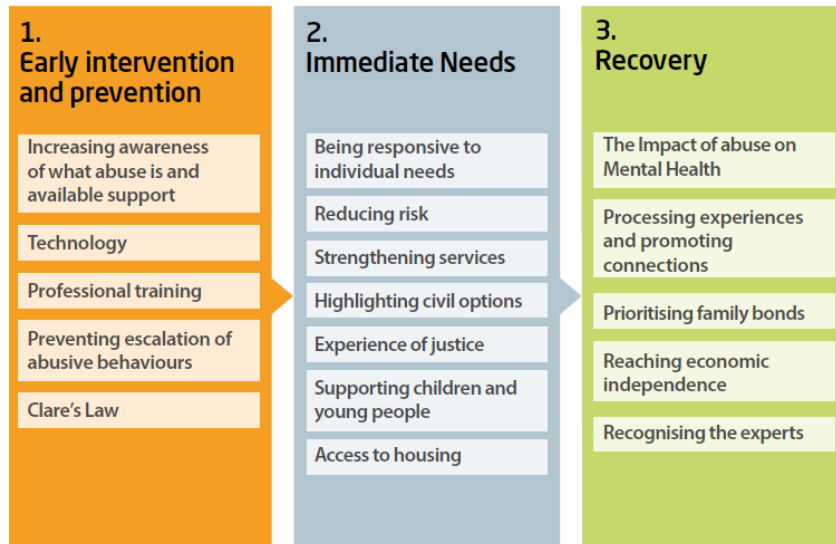 1.
Early intervention
and prevention
Increasing awareness
of what abuse is and
available support
Technology
Professional training
Preventing escalation of
abusive behaviours
Clare's Law
2.
Immediate Needs
Being responsive to
individual needs
Reducing risk
Strengthening services
Highlighting civil options
Experience of justice
Supporting children and
young people
Access to housing
3.
Recovery
The Impact of abuse on
Mental Health
Processing experiences
and promoting
connections
Prioritising family bonds
Reaching economic
independence
Recognising the experts